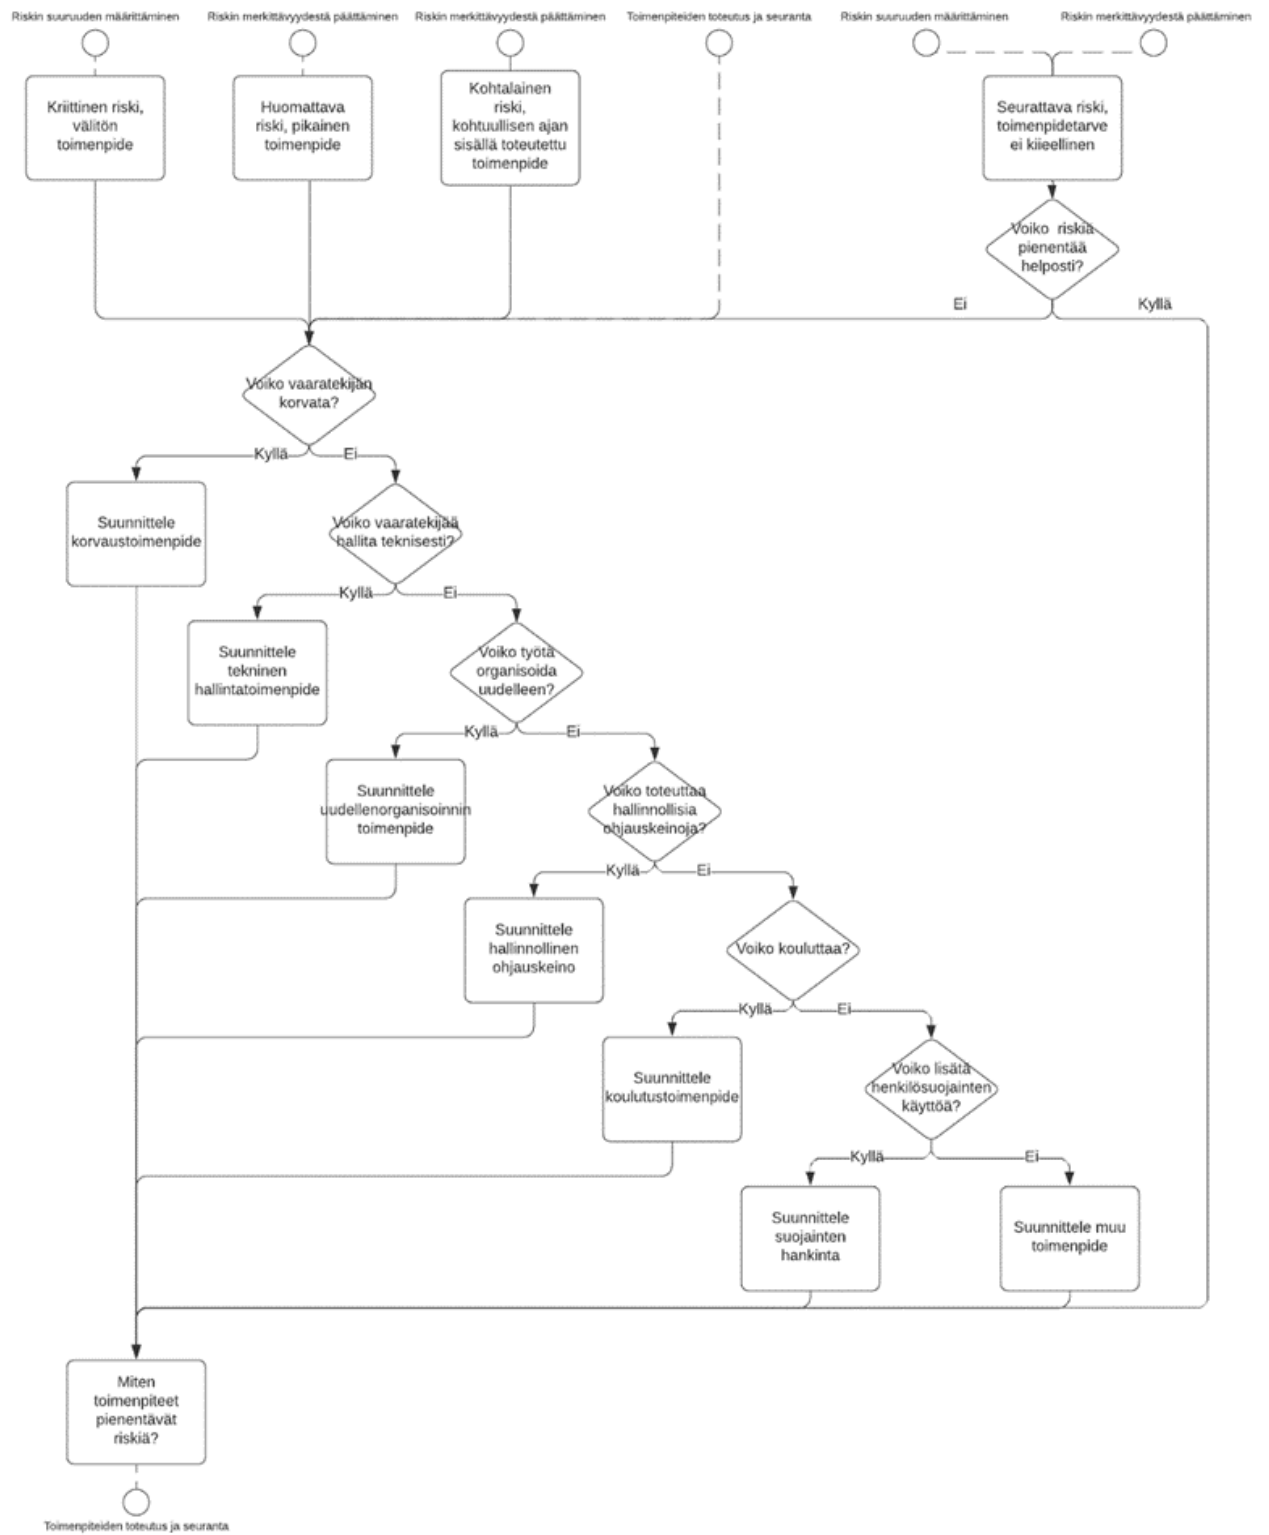 Riskin suuruuden määrittäminen
Riskin merkittävyydestä päättäminen
Riskin merkittävyydestä päättäminen
Toimenpiteiden toteutus ja seuranta
Riskin suuruuden määrittäminen
Riskin merkittävyydestä päättäminen
Kriittinen riski,
välitön
toimenpide
Huomattava
riski, pikainen
toimenpide
Kohtalainen
riski,
kohtuullisen ajan
sisällä toteutettu
toimenpide
Seurattava riski,
toimenpidetarve
ei kiieellinen
Voiko riskiä
pienentää
helposti?
Ei
Kyllä
Voiko vaaratekijän
korvata?
Kyllä
Ei
Suunnittele
korvaustoimenpide
Voiko vaaratekijää
hallita teknisesti?
Kyllä
Ei
Suunnittele
tekninen
hallintatoimenpide
Voiko työtä
organisoida
uudelleen?
Kyllä
Ei
Suunnittele
uudellenorganisoinnin
toimenpide
Voiko toteuttaa
hallinnollisia
ohjauskeinoja?
Kyllä
Ei
Suunnittele
hallinnollinen
ohjauskeino
Voiko kouluttaa?
Kyllä
Ei
Suunnittele
koulutustoimenpide
Voiko lisätä
henkilösuojainten
käyttöä?
Kyllä
Ei
Suunnittele
suojainten
hankinta
Suunnittele muu
toimenpide
Miten
toimenpiteet
pienentävät
riskiä?
Toimenpiteiden toteutus ja seuranta